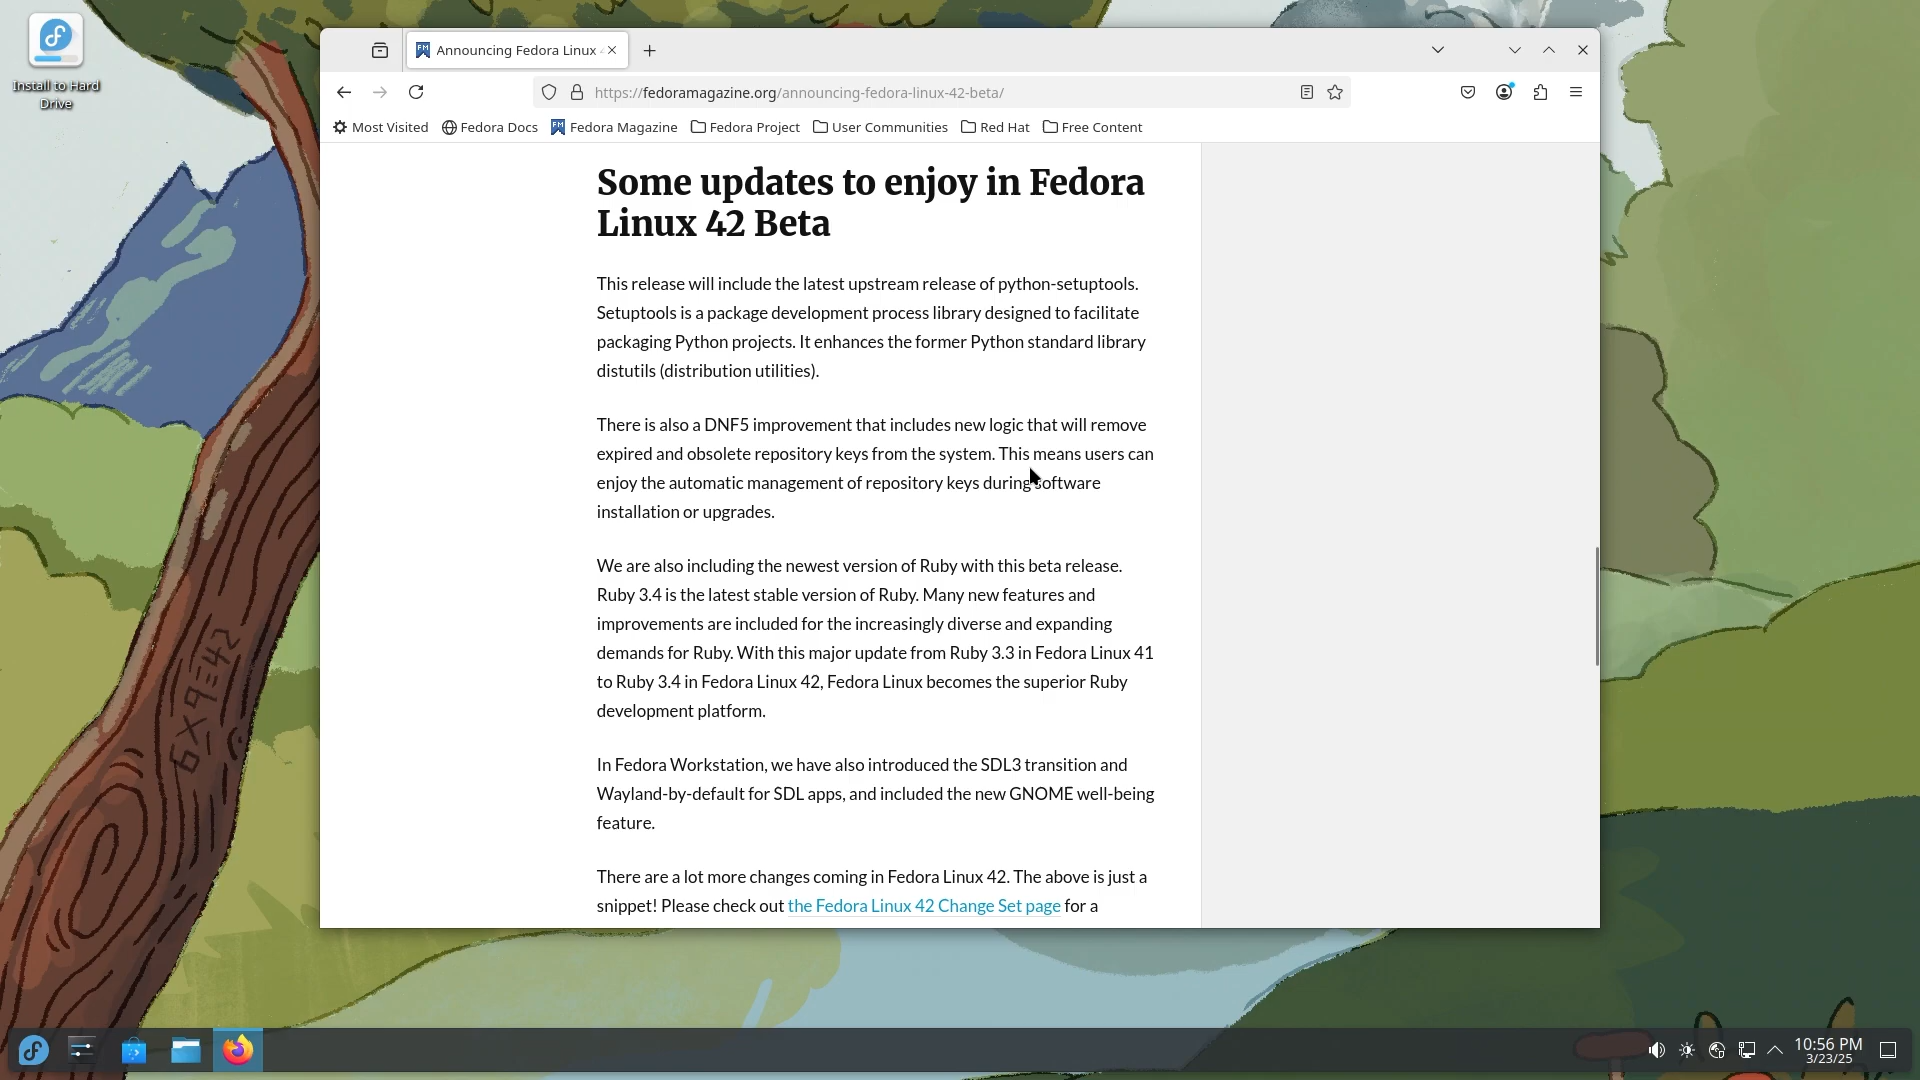 Install to Hard
Drive
Announcing Fedora Linux
https://fedoramagazine.org/announcing-fedora-linux-42-beta/
Most Visited
Fedora Docs
FM
Fedora Magazine
Fedora Project
User Communities
Red Hat
Free Content
Some updates to enjoy in Fedora
Linux 42 Beta
This release will include the latest upstream release of python-setuptools.
Setuptools is a package development process library designed to facilitate
packaging Python projects. It enhances the former Python standard library
distutils (distribution utilities).
There is also a DNF5 improvement that includes new logic that will remove
expired and obsolete repository keys from the system. This means users can
enjoy the automatic management of repository keys during software
installation or upgrades.
We are also including the newest version of Ruby with this beta release.
Ruby 3.4 is the latest stable version of Ruby. Many new features and
improvements are included for the increasingly diverse and expanding
demands for Ruby. With this major update from Ruby 3.3 in Fedora Linux 41
to Ruby 3.4 in Fedora Linux 42, Fedora Linux becomes the superior Ruby
development platform.
In Fedora Workstation, we have also introduced the SDL3 transition and
Wayland-by-default for SDL apps, and included the new GNOME well-being
feature.
There are a lot more changes coming in Fedora Linux 42. The above is just a
snippet! Please check out the Fedora Linux 42 Change Set page for a
6×9=42
10:56 PM
3/23/25